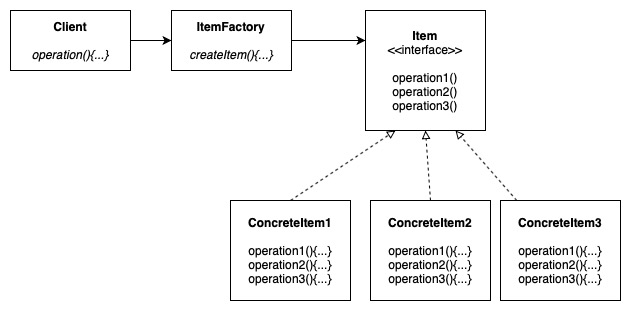 Client
operation(){...}
ItemFactory
createItem(){...}
Item
<<interface>>
operation1()
operation2()
operation3()
ConcreteItem1
operation1(){...}
operation2(){...}
operation3(){...}
ConcreteItem2
operation1(){...}
operation2(){...}
operation3(){...}
ConcreteItem3
operation1(){...}
operation2(){...}
operation3(){...}